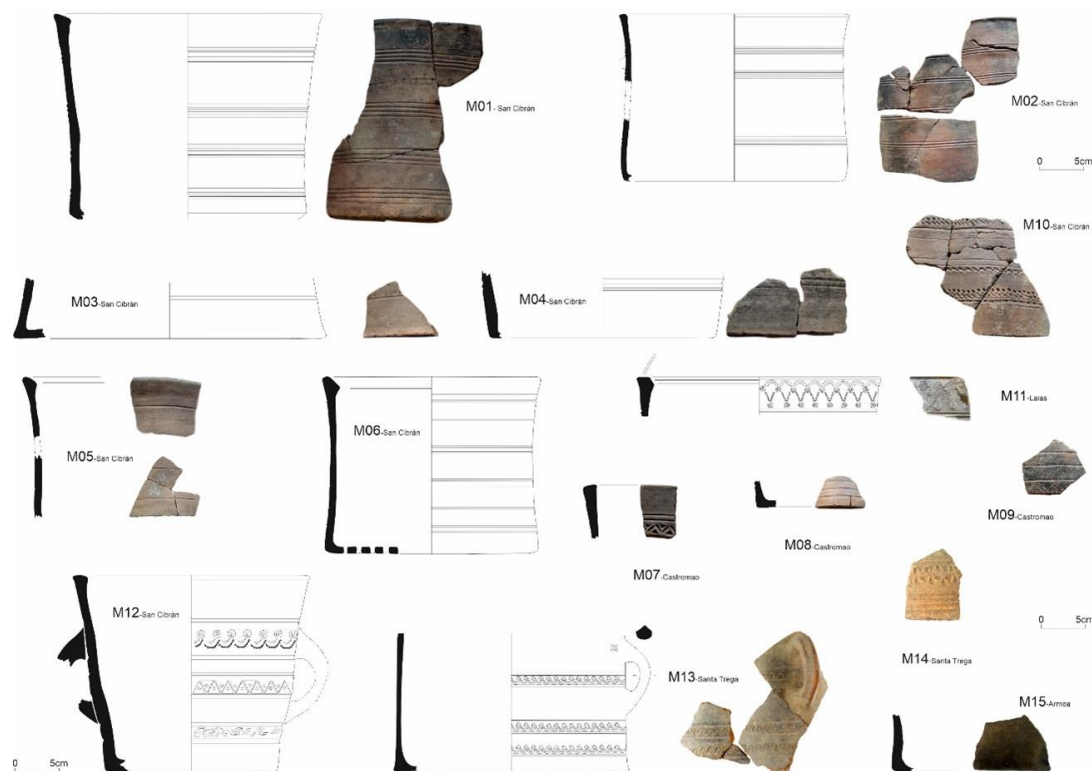 M01- San Cibrán
M02-San Cibrán
0 5cm
M10-San Cibrán
M03-San Cibrán
M04-San Cibrán
M05-San Cibrán
M06-San Cibrán
M11-Laias
M09-Castromao
M08-Castromao
M07-Castromao
M12-San Cibrán
M13-Santa Trega
M14-Santa Trega
0 5cm
M15-Armea
0 5cm